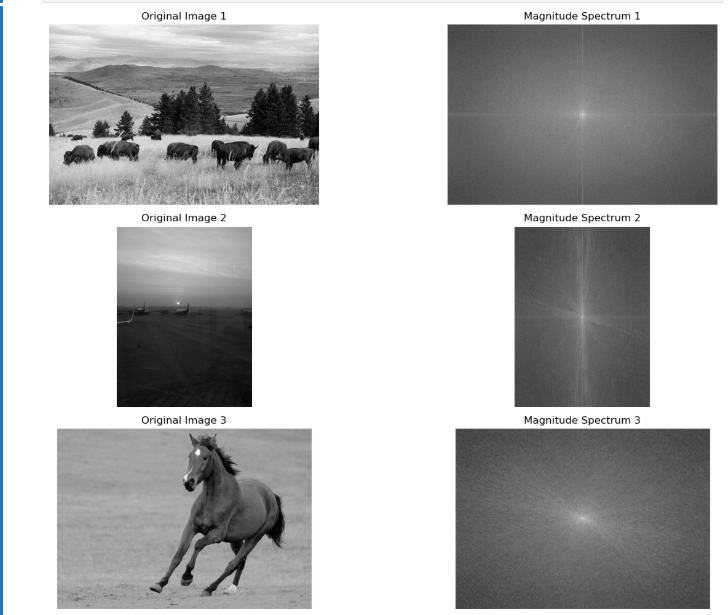 Original Image 1
Magnitude Spectrum 1
Original Image 2
Magnitude Spectrum 2
Original Image 3
Magnitude Spectrum 3